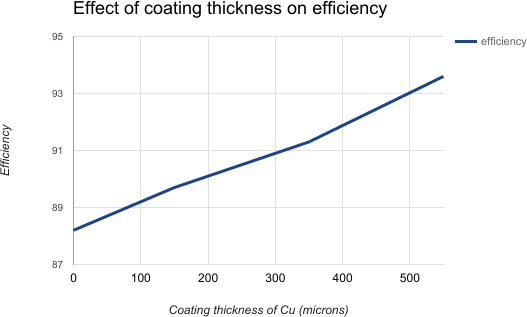 Effect of coating thickness on efficiency
efficiency
95
93
91
89
87
Efficiency
0 100 200 300 400 500
Coating thickness of Cu (microns)